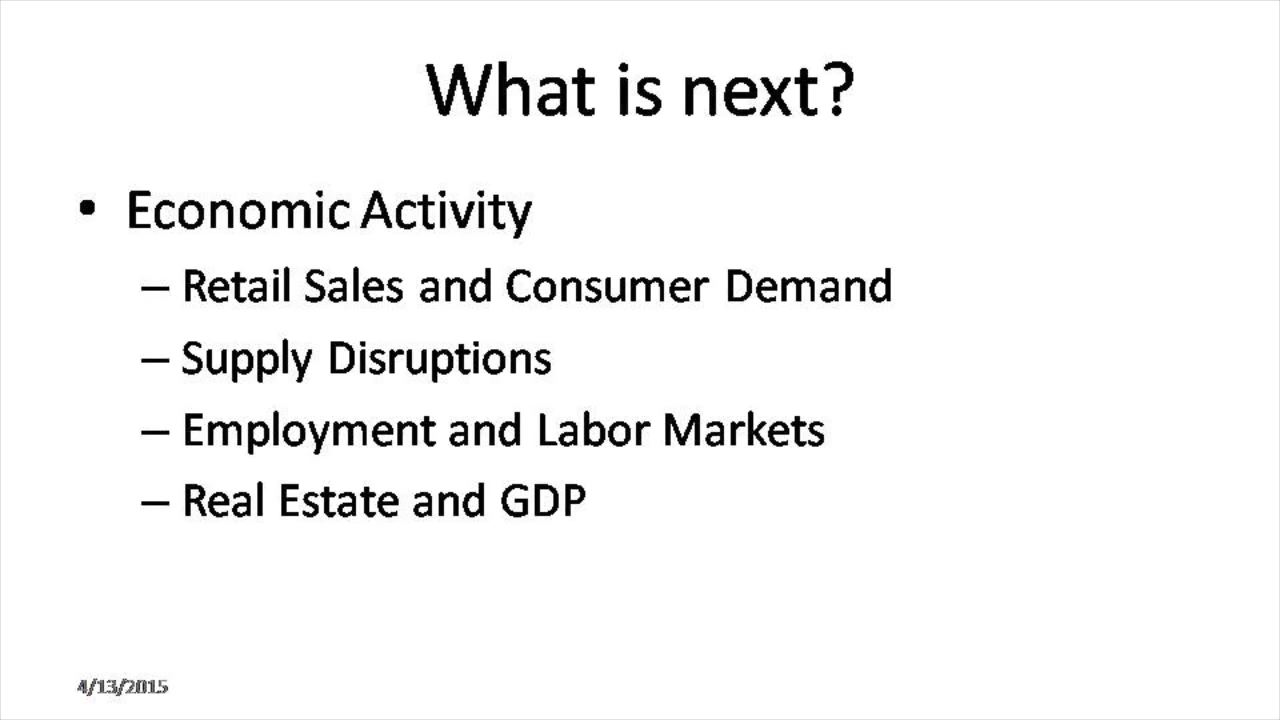 What is next?
• Economic Activity
– Retail Sales and Consumer Demand
– Supply Disruptions
– Employment and Labor Markets
– Real Estate and GDP
4/13/2015